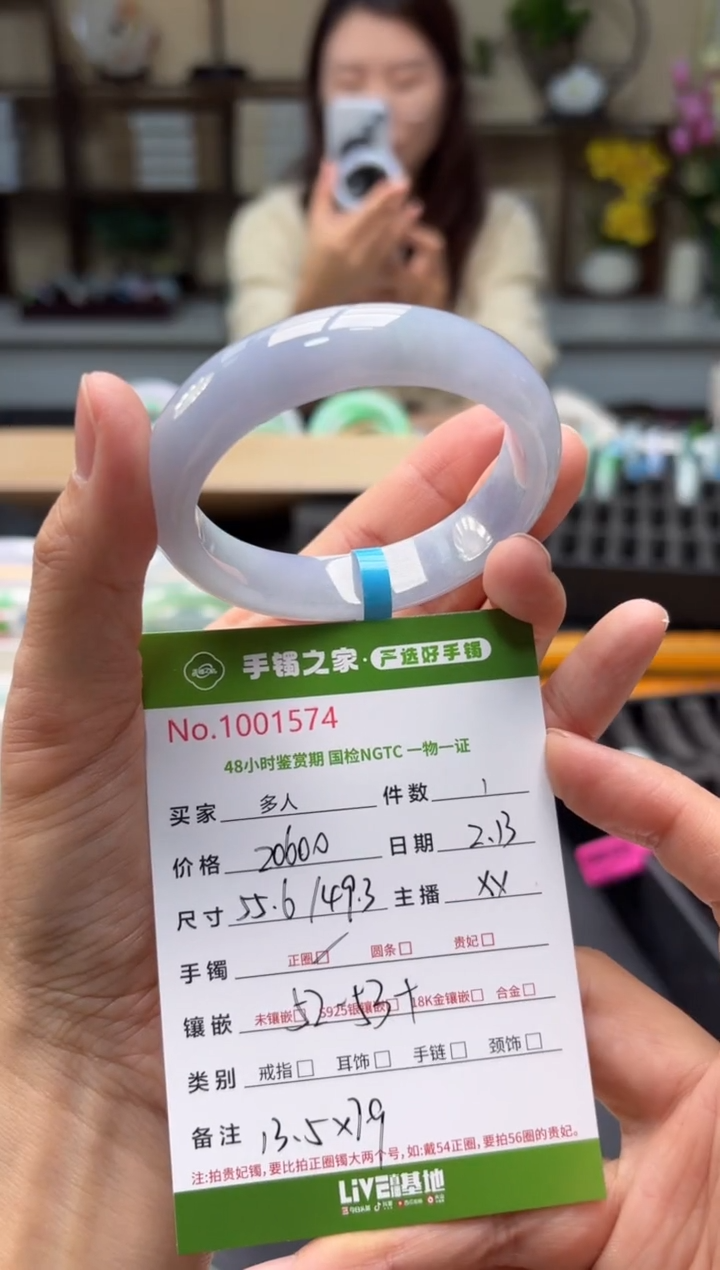 手镯之家·严选好手镯
No.1001574
48小时鉴赏期 国检NGTC 一物一证
买家 多人 件数 1
价格 20600 日期 2.13
尺寸 55.6/49.3 主播 XX
手镯 正圈☑ 圆条□ 贵妃□
镶嵌 未镶嵌□ S925银镶嵌□ 18K金镶嵌□ 合金□
52-53+
类别 戒指□ 耳饰□ 手链□ 颈饰□
备注 13.5×7.9
注:拍贵妃镯,要比拍正圈镯大两个号,如:戴54正圈,要拍56圈的贵妃。
LiVE 基地